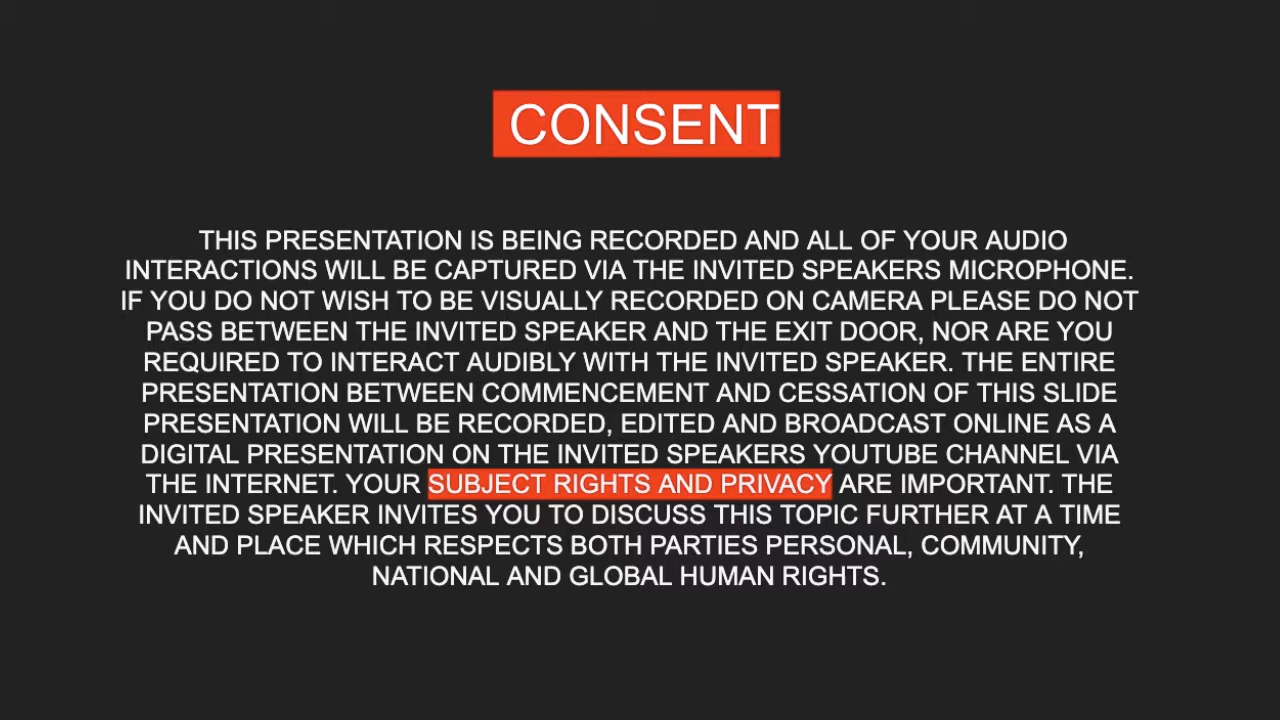 CONSENT
THIS PRESENTATION IS BEING RECORDED AND ALL OF YOUR AUDIO
INTERACTIONS WILL BE CAPTURED VIA THE INVITED SPEAKERS MICROPHONE.
IF YOU DO NOT WISH TO BE VISUALLY RECORDED ON CAMERA PLEASE DO NOT
PASS BETWEEN THE INVITED SPEAKER AND THE EXIT DOOR, NOR ARE YOU
REQUIRED TO INTERACT AUDIBLY WITH THE INVITED SPEAKER. THE ENTIRE
PRESENTATION BETWEEN COMMENCEMENT AND CESSATION OF THIS SLIDE
PRESENTATION WILL BE RECORDED, EDITED AND BROADCAST ONLINE AS A
DIGITAL PRESENTATION ON THE INVITED SPEAKERS YOUTUBE CHANNEL VIA
THE INTERNET. YOUR SUBJECT RIGHTS AND PRIVACY ARE IMPORTANT. THE
INVITED SPEAKER INVITES YOU TO DISCUSS THIS TOPIC FURTHER AT A TIME
AND PLACE WHICH RESPECTS BOTH PARTIES PERSONAL, COMMUNITY,
NATIONAL AND GLOBAL HUMAN RIGHTS.